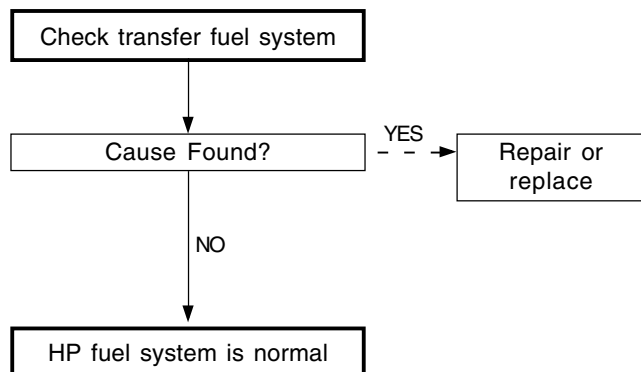 Check transfer fuel system
Cause Found?
YES
Repair or
replace
NO
HP fuel system is normal